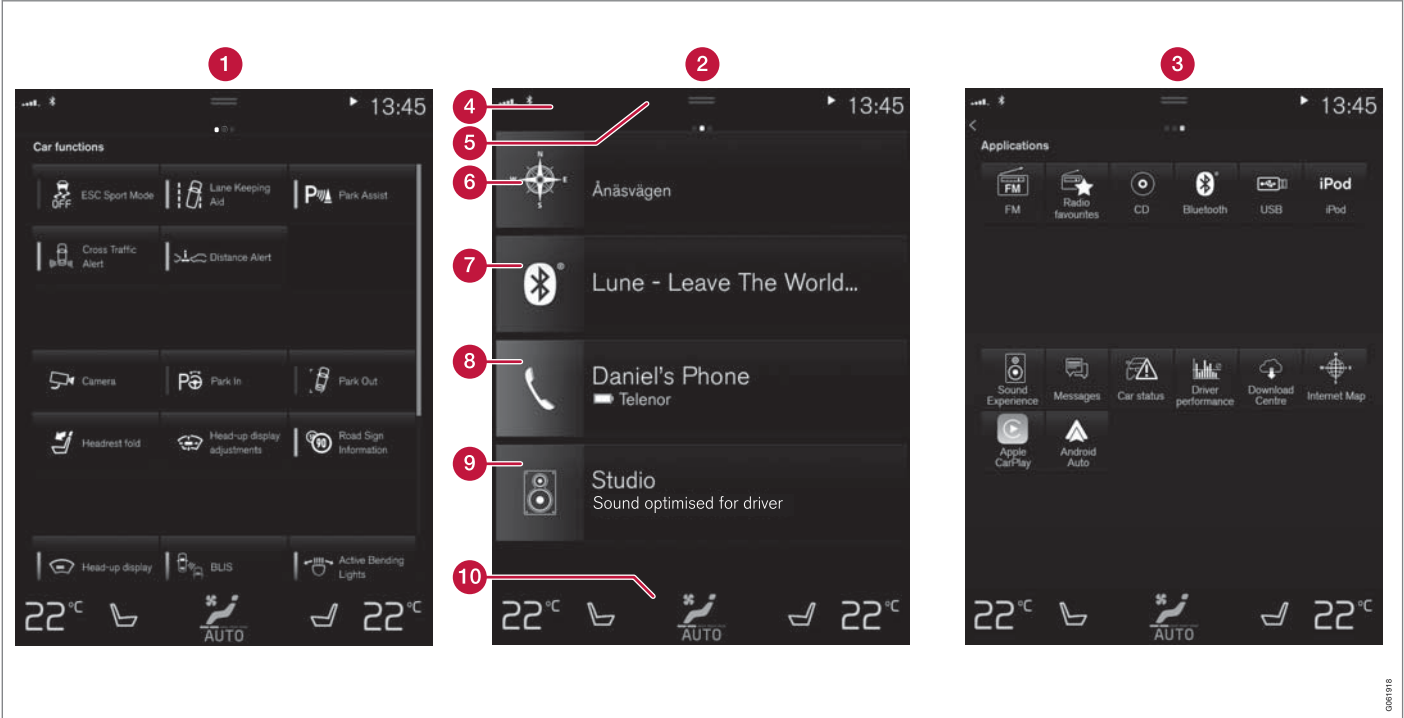 1
13:45
Car functions
ESC Sport Mode
OFF
Lane Keeping
Aid
P
Park Assist
Cross Traffic
Alert
Distance Alert
Camera
P
Park In
Park Out
Headrest fold
Head-up display
adjustments
90
Road Sign
Information
Head-up display
BLIS
Active Bending
Lights
22°C
AUTO
22°C
2
4
13:45
5
6
N
W
E
S
Ånäsvägen
7
Lune - Leave The World...
8
Daniel's Phone
Telenor
9
Studio
Sound optimised for driver
10
22°C
AUTO
22°C
3
13:45
Applications
FM
FM
Radio
favourites
CD
Bluetooth
USB
iPod
iPod
Sound
Experience
Messages
Car status
Driver
performance
Download
Centre
Internet Map
Apple
CarPlay
Android
Auto
22°C
AUTO
22°C
G061918